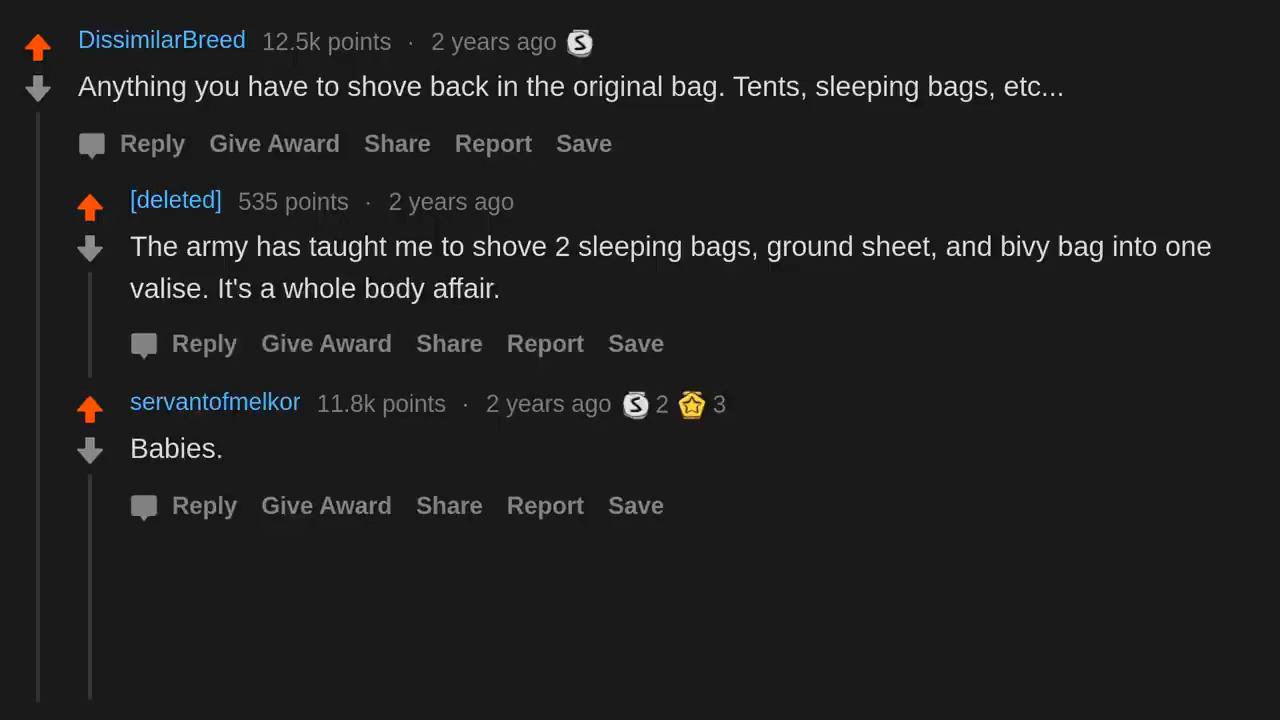 DissimilarBreed 12.5k points · 2 years ago S
Anything you have to shove back in the original bag. Tents, sleeping bags, etc...
Reply Give Award Share Report Save
[deleted] 535 points · 2 years ago
The army has taught me to shove 2 sleeping bags, ground sheet, and bivy bag into one
valise. It's a whole body affair.
Reply Give Award Share Report Save
servantofmelkor 11.8k points · 2 years ago S 2 3
Babies.
Reply Give Award Share Report Save